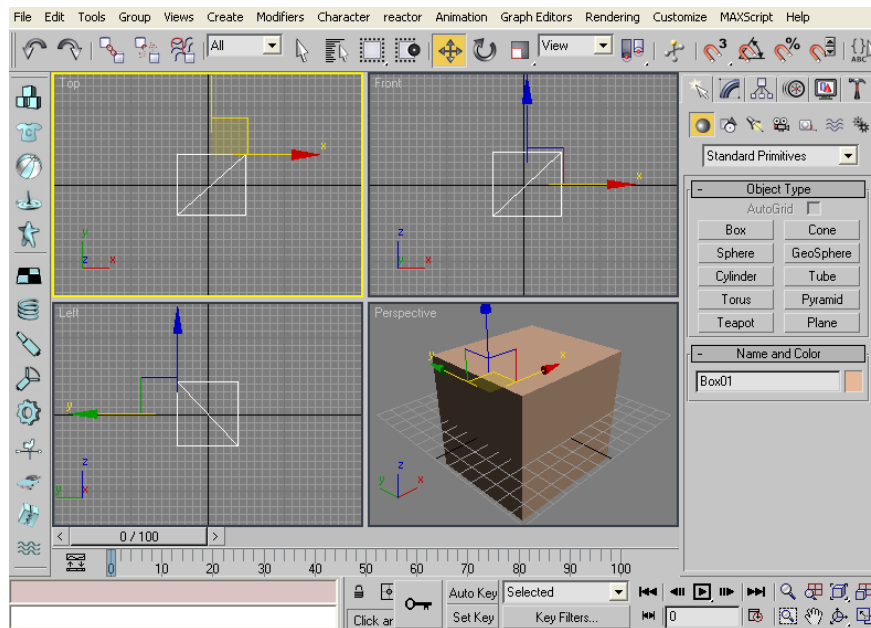 File Edit Tools Group Views Create Modifiers Character reactor Animation Graph Editors Rendering Customize MAXScript Help
All
View
3
%
ABC
Top
x
y
z
x
Front
x
z
x
Standard Primitives
- Object Type
AutoGrid
Box Cone
Sphere GeoSphere
Cylinder Tube
Torus Pyramid
Teapot Plane
- Name and Color
Box01
Left
y
z
y
x
Perspective
y
x
z
y
x
< 0 / 100 >
0 10 20 30 40 50 60 70 80 90 100
Auto Key Selected
Click ar Set Key Key Filters... 0